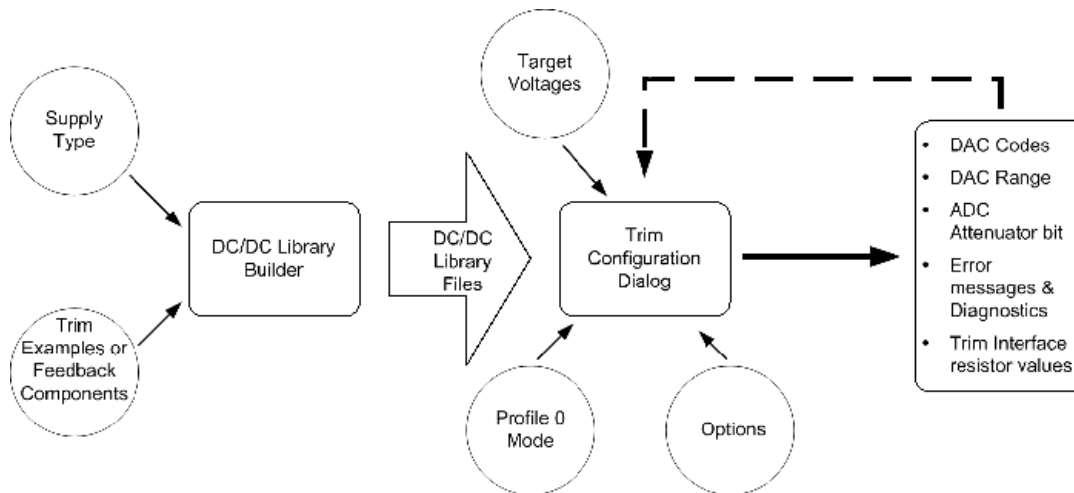 Supply
Type
Trim
Examples or
Feedback
Components
DC/DC Library
Builder
DC/DC
Library
Files
Target
Voltages
Trim
Configuration
Dialog
Profile 0
Mode
Options
• DAC Codes
• DAC Range
• ADC
Attenuator bit
• Error
messages &
Diagnostics
• Trim Interface
resistor values